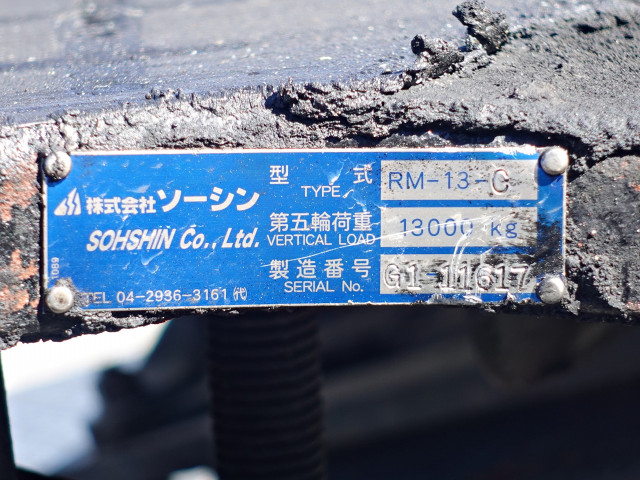 株式会社 ソーシン
SOHSHIN Co., Ltd.
TEL 04-2936-3161 (代)
型 式 RM-13-C
TYPE
第五輪荷重 13000 kg
VERTICAL LOAD
製造番号 G1-11617
SERIAL No.